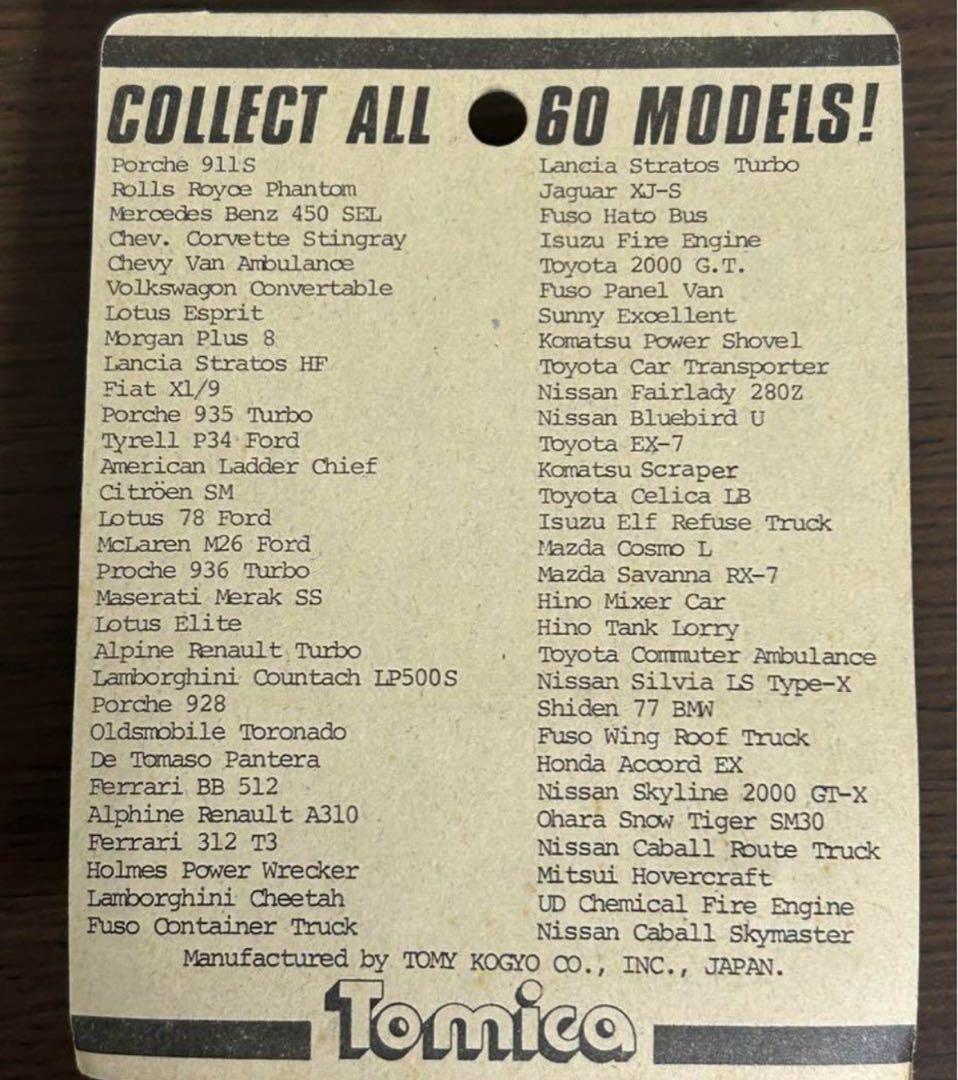 COLLECT ALL 60 MODELS!
Porche 911S
Rolls Royce Phantom
Mercedes Benz 450 SEL
Chev. Corvette Stingray
Chevy Van Ambulance
Volkswagon Convertable
Lotus Esprit
Morgan Plus 8
Lancia Stratos HF
Fiat X1/9
Porche 935 Turbo
Tyrell P34 Ford
American Ladder Chief
Citröen SM
Lotus 78 Ford
McLaren M26 Ford
Proche 936 Turbo
Maserati Merak SS
Lotus Elite
Alpine Renault Turbo
Lamborghini Countach LP500S
Porche 928
Oldsmobile Toronado
De Tomaso Pantera
Ferrari BB 512
Alphine Renault A310
Ferrari 312 T3
Holmes Power Wrecker
Lamborghini Cheetah
Fuso Container Truck
Lancia Stratos Turbo
Jaguar XJ-S
Fuso Hato Bus
Isuzu Fire Engine
Toyota 2000 G.T.
Fuso Panel Van
Sunny Excellent
Komatsu Power Shovel
Toyota Car Transporter
Nissan Fairlady 280Z
Nissan Bluebird U
Toyota EX-7
Komatsu Scraper
Toyota Celica LB
Isuzu Elf Refuse Truck
Mazda Cosmo L
Mazda Savanna RX-7
Hino Mixer Car
Hino Tank Lorry
Toyota Commuter Ambulance
Nissan Silvia LS Type-X
Shiden 77 BMW
Fuso Wing Roof Truck
Honda Accord EX
Nissan Skyline 2000 GT-X
Ohara Snow Tiger SM30
Nissan Caball Route Truck
Mitsui Hovercraft
UD Chemical Fire Engine
Nissan Caball Skymaster
Manufactured by TOMY KOGYO CO., INC., JAPAN.
Tomica